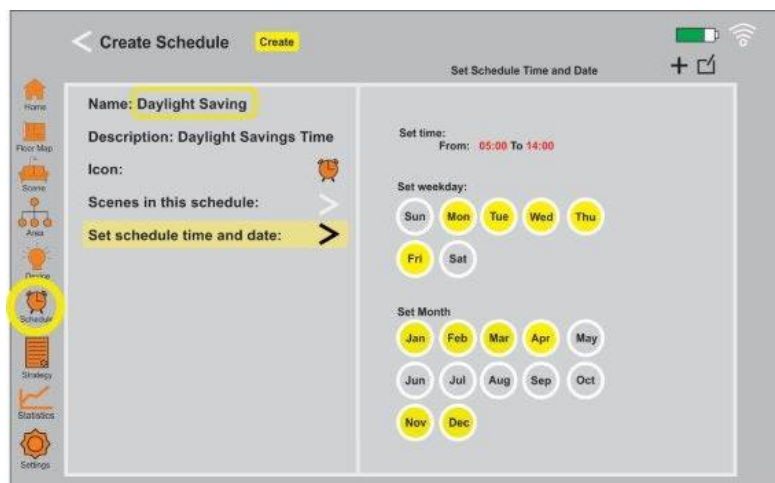 Create Schedule
Create
Set Schedule Time and Date
Home
Floor Map
Scene
Area
Device
Schedule
Strategy
Statistics
Settings
Name: Daylight Saving
Description: Daylight Savings Time
Icon:
Scenes in this schedule:
Set schedule time and date:
Set time:
From: 05:00 To 14:00
Set weekday:
Sun Mon Tue Wed Thu
Fri Sat
Set Month
Jan Feb Mar Apr May
Jun Jul Aug Sep Oct
Nov Dec